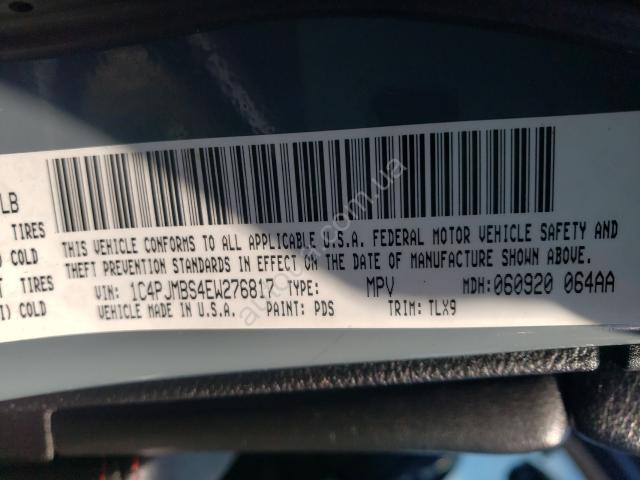 LB
TIRES
COLD
TIRES
) COLD
THIS VEHICLE CONFORMS TO ALL APPLICABLE U.S.A. FEDERAL MOTOR VEHICLE SAFETY AND
THEFT PREVENTION STANDARDS IN EFFECT ON THE DATE OF MANUFACTURE SHOWN ABOVE.
VIN: 1C4PJMBS4EW276817 TYPE: MPV MDH: 060920 064AA
VEHICLE MADE IN U.S.A. PAINT: PDS TRIM: TLX9